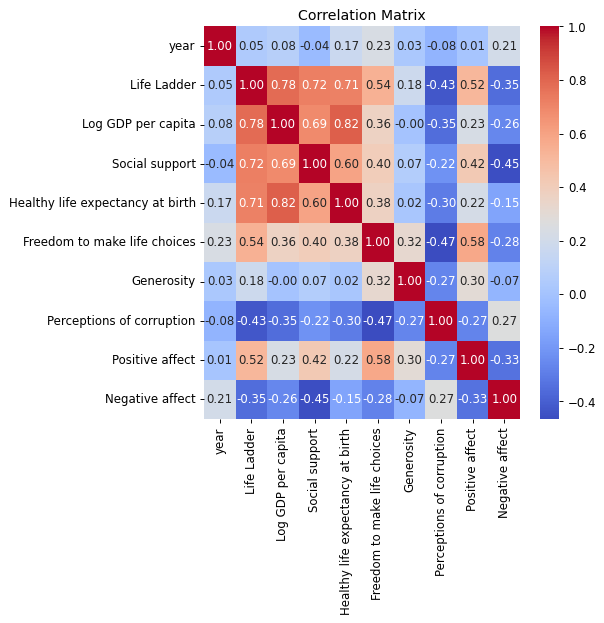 Correlation Matrix
year 1.00 0.05 0.08 -0.04 0.17 0.23 0.03 -0.08 0.01 0.21
Life Ladder 0.05 1.00 0.78 0.72 0.71 0.54 0.18 -0.43 0.52 -0.35
Log GDP per capita 0.08 0.78 1.00 0.69 0.82 0.36 -0.00 -0.35 0.23 -0.26
Social support -0.04 0.72 0.69 1.00 0.60 0.40 0.07 -0.22 0.42 -0.45
Healthy life expectancy at birth 0.17 0.71 0.82 0.60 1.00 0.38 0.02 -0.30 0.22 -0.15
Freedom to make life choices 0.23 0.54 0.36 0.40 0.38 1.00 0.32 -0.47 0.58 -0.28
Generosity 0.03 0.18 -0.00 0.07 0.02 0.32 1.00 -0.27 0.30 -0.07
Perceptions of corruption -0.08 -0.43 -0.35 -0.22 -0.30 -0.47 -0.27 1.00 -0.27 0.27
Positive affect 0.01 0.52 0.23 0.42 0.22 0.58 0.30 -0.27 1.00 -0.33
Negative affect 0.21 -0.35 -0.26 -0.45 -0.15 -0.28 -0.07 0.27 -0.33 1.00
year
Life Ladder
Log GDP per capita
Social support
Healthy life expectancy at birth
Freedom to make life choices
Generosity
Perceptions of corruption
Positive affect
Negative affect
1.0
0.8
0.6
0.4
0.2
0.0
−0.2
−0.4